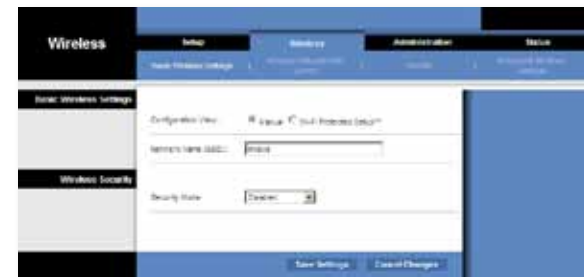 Wireless
Setup
Wireless
Administration
Status
Basic Wireless Settings
Basic Wireless Settings
Configuration View: Manual Wi-Fi Protected Setup™
Network Name (SSID):
Wireless Security
Security Mode: Disabled
Save Settings
Cancel Changes